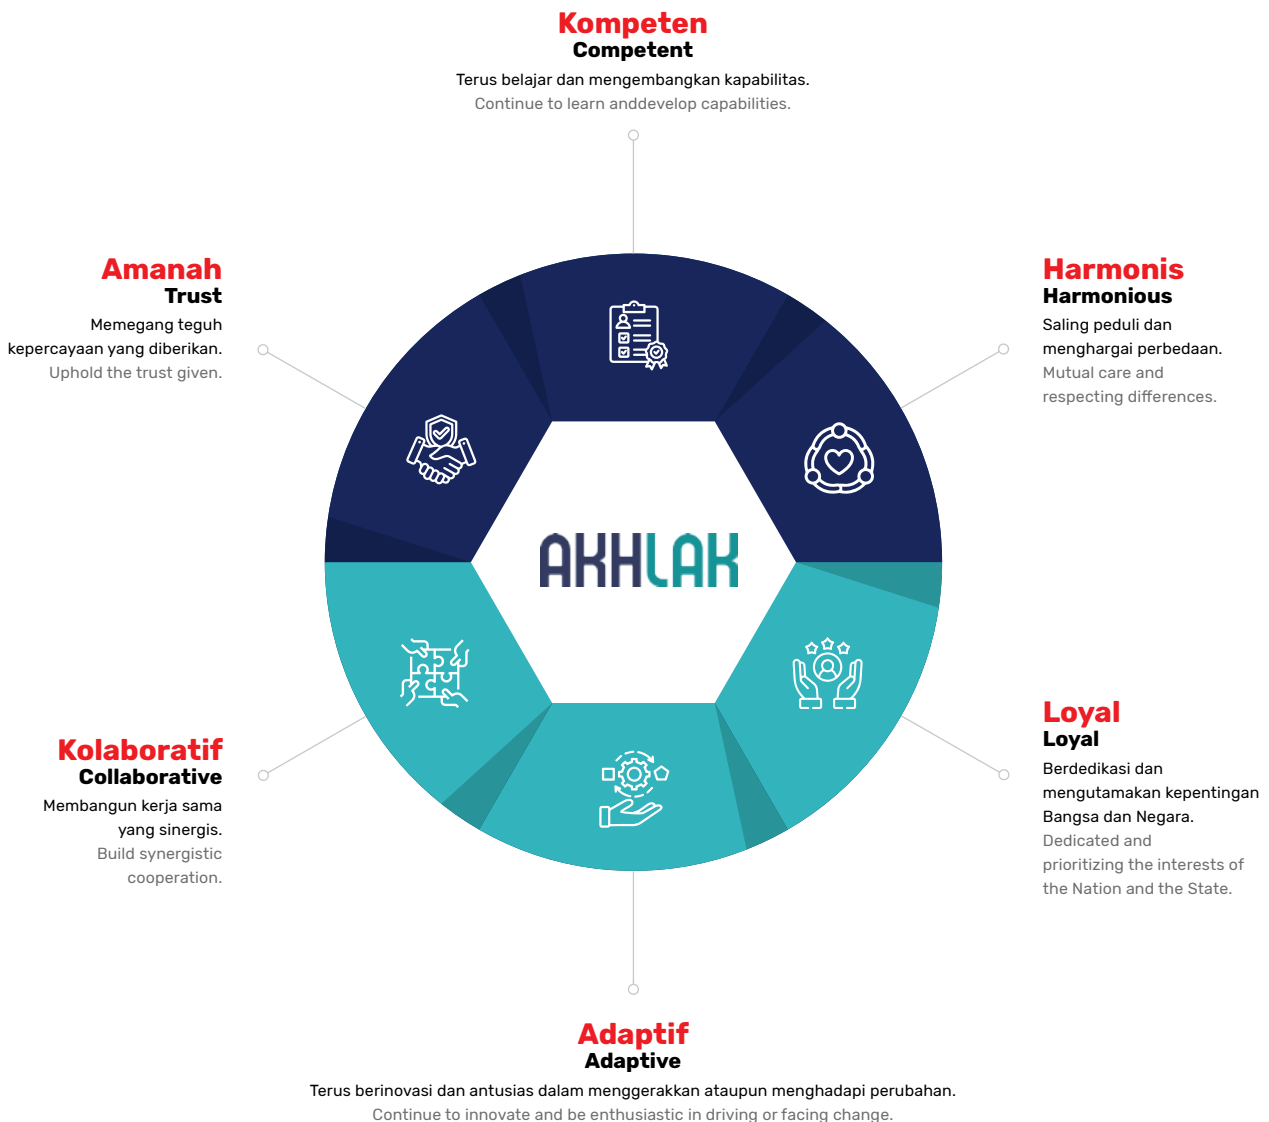 Kompeten
Competent
Terus belajar dan mengembangkan kapabilitas.
Continue to learn anddevelop capabilities.
Amanah
Trust
Memegang teguh
kepercayaan yang diberikan.
Uphold the trust given.
Harmonis
Harmonious
Saling peduli dan
menghargai perbedaan.
Mutual care and
respecting differences.
AKHLAK
Kolaboratif
Collaborative
Membangun kerja sama
yang sinergis.
Build synergistic
cooperation.
Loyal
Loyal
Berdedikasi dan
mengutamakan kepentingan
Bangsa dan Negara.
Dedicated and
prioritizing the interests of
the Nation and the State.
Adaptif
Adaptive
Terus berinovasi dan antusias dalam menggerakkan ataupun menghadapi perubahan.
Continue to innovate and be enthusiastic in driving or facing change.